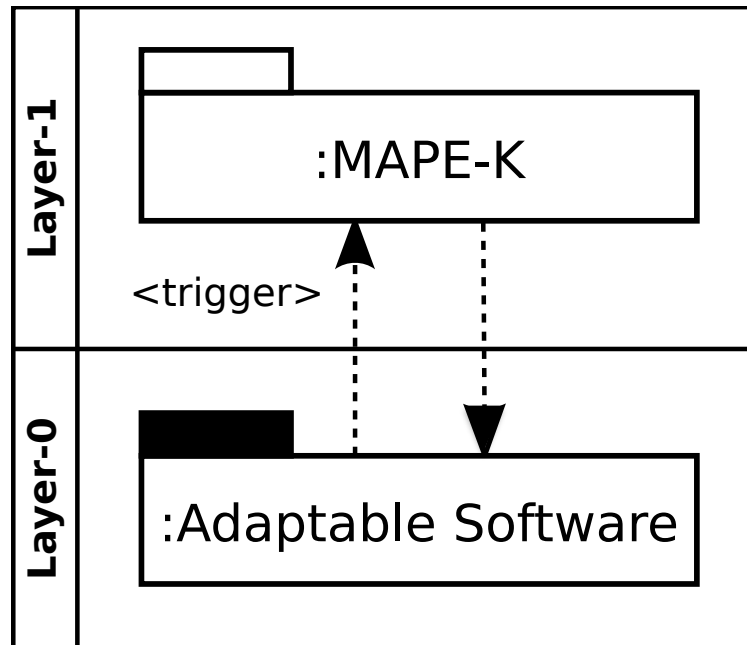 Layer-1
:MAPE-K
<trigger>
Layer-0
:Adaptable Software